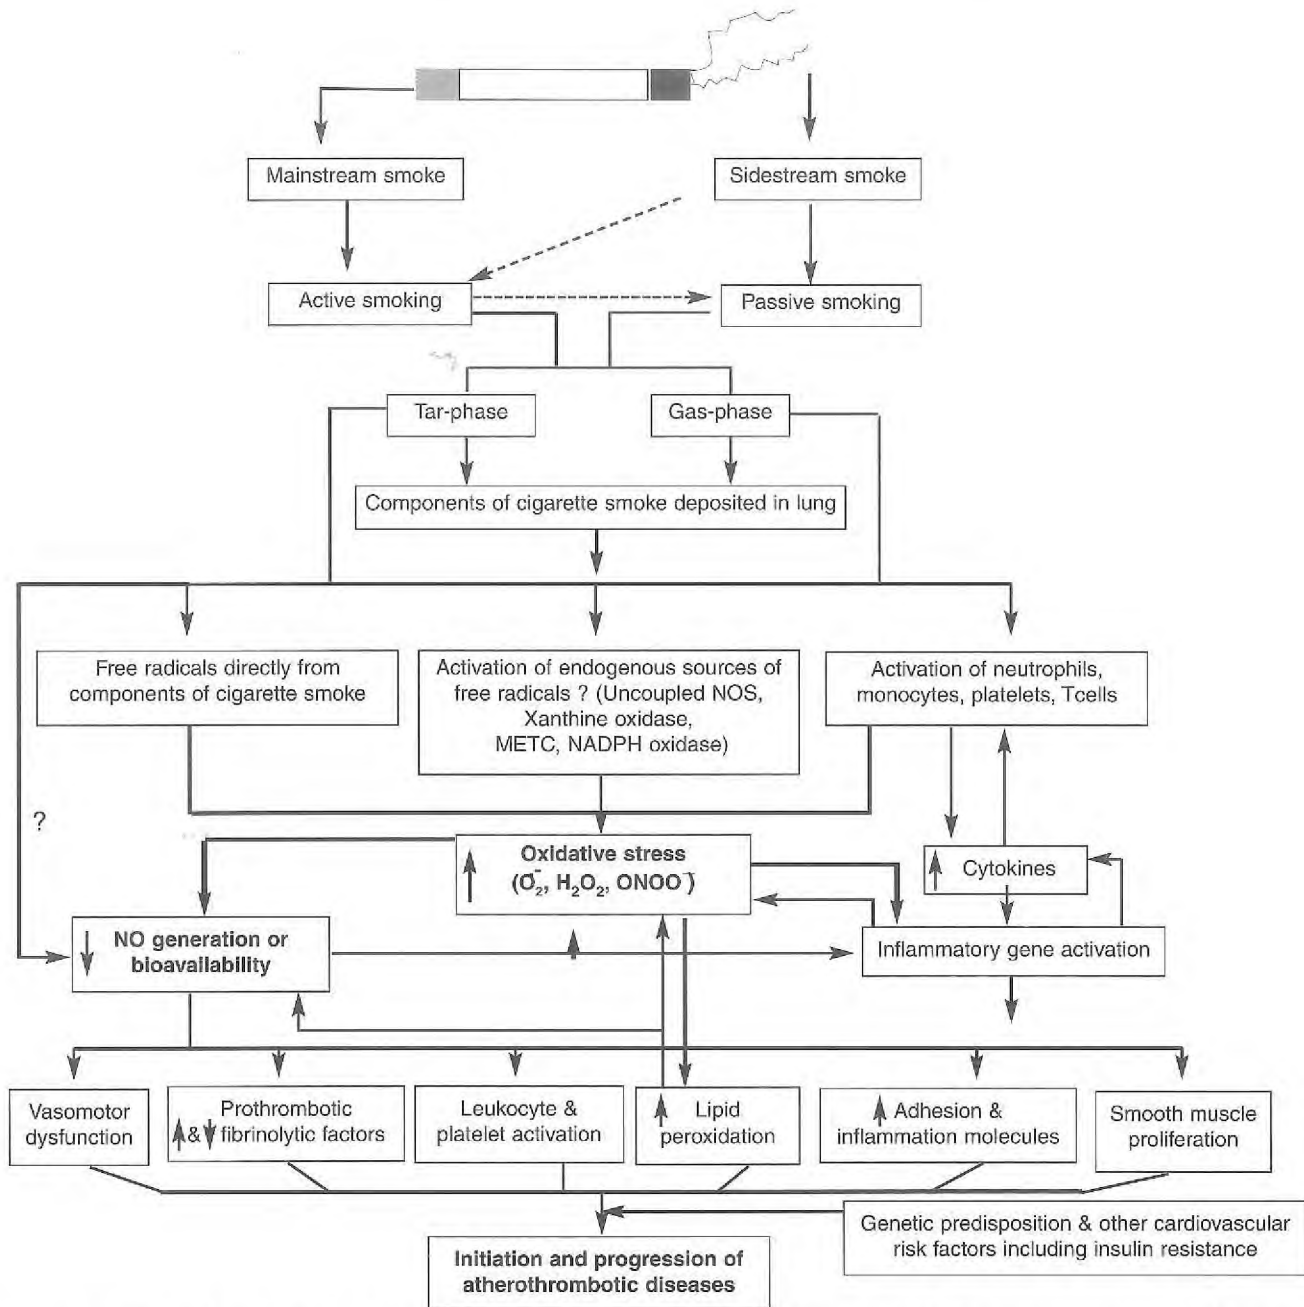 Mainstream smoke
Sidestream smoke
Active smoking
Passive smoking
Tar-phase
Gas-phase
Components of cigarette smoke deposited in lung
Free radicals directly from
components of cigarette smoke
Activation of endogenous sources of
free radicals ? (Uncoupled NOS,
Xanthine oxidase,
METC, NADPH oxidase)
Activation of neutrophils,
monocytes, platelets, Tcells
?
Oxidative stress
(O₂⁻, H₂O₂, ONOO⁻)
Cytokines
NO generation or
bioavailability
Inflammatory gene activation
Vasomotor
dysfunction
Prothrombotic
& fibrinolytic factors
Leukocyte &
platelet activation
Lipid
peroxidation
Adhesion &
inflammation molecules
Smooth muscle
proliferation
Genetic predisposition & other cardiovascular
risk factors including insulin resistance
Initiation and progression of
atherothrombotic diseases